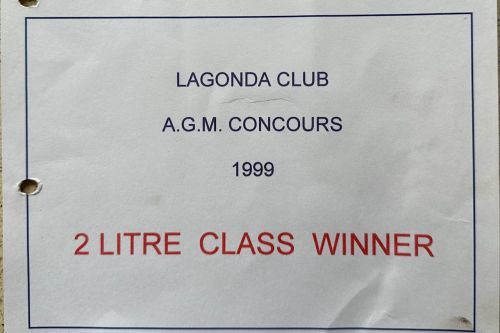 LAGONDA CLUB
A.G.M. CONCOURS
1999
2 LITRE CLASS WINNER